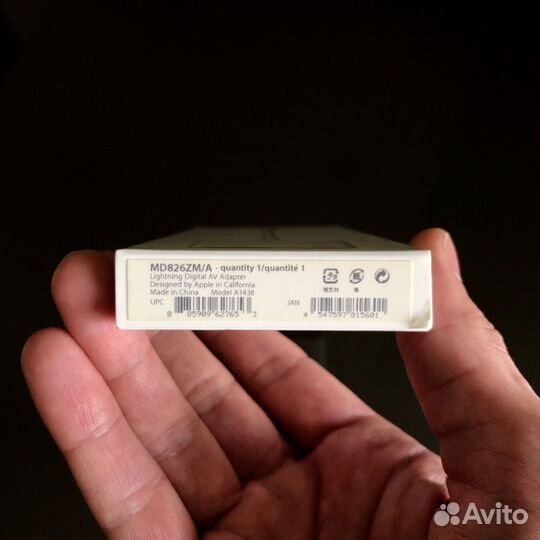 MD826ZM/A - quantity 1/quantité 1
Lightning Digital AV Adapter
Designed by Apple in California
Made in China Model A1438
UPC
8 85909 62765 3
JAN
4 547597 815601
Avito